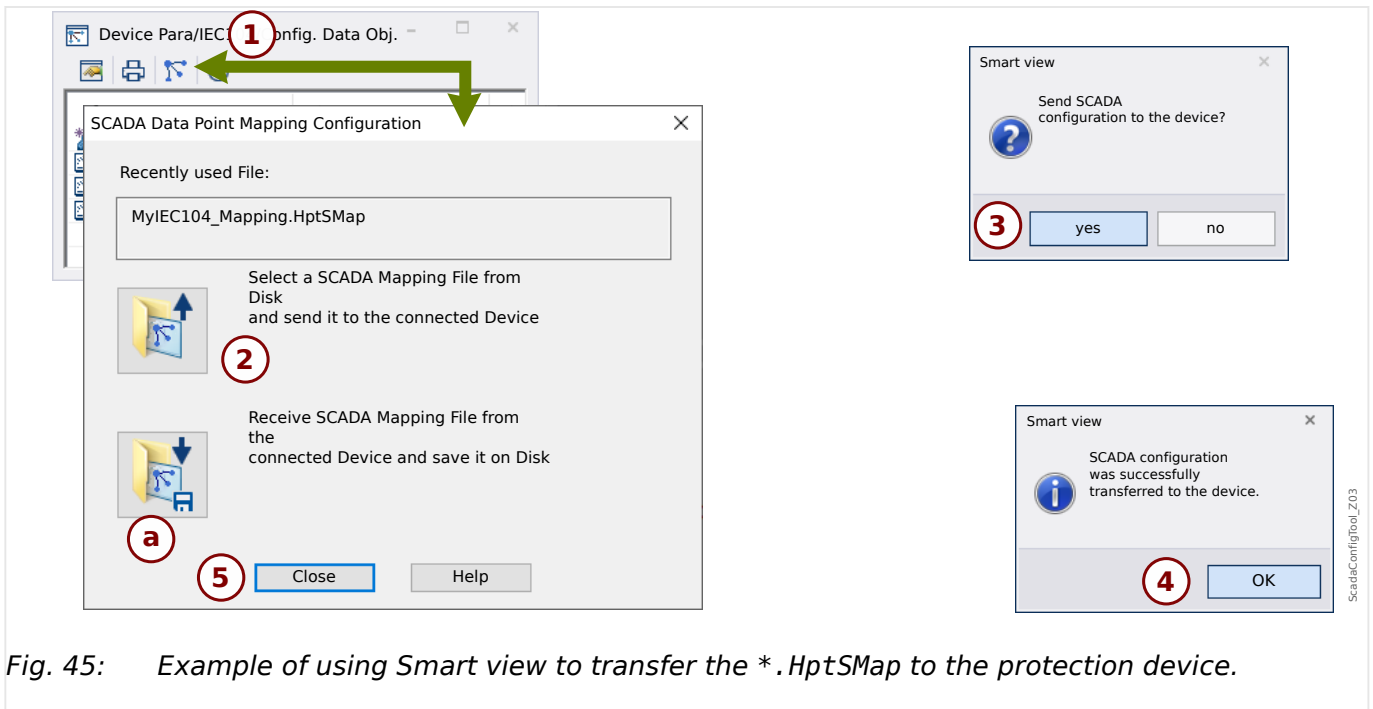 Device Para/IEC
onfig. Data Obj.
1
SCADA Data Point Mapping Configuration
Recently used File:
MyIEC104_Mapping.HptSMap
Select a SCADA Mapping File from
Disk
and send it to the connected Device
2
Receive SCADA Mapping File from
the
connected Device and save it on Disk
a
5
Close
Help
Smart view
Send SCADA
configuration to the device?
3
yes
no
Smart view
SCADA configuration
was successfully
transferred to the device.
4
OK
ScadaConfigTool_Z03
Fig. 45: Example of using Smart view to transfer the *.HptSMap to the protection device.